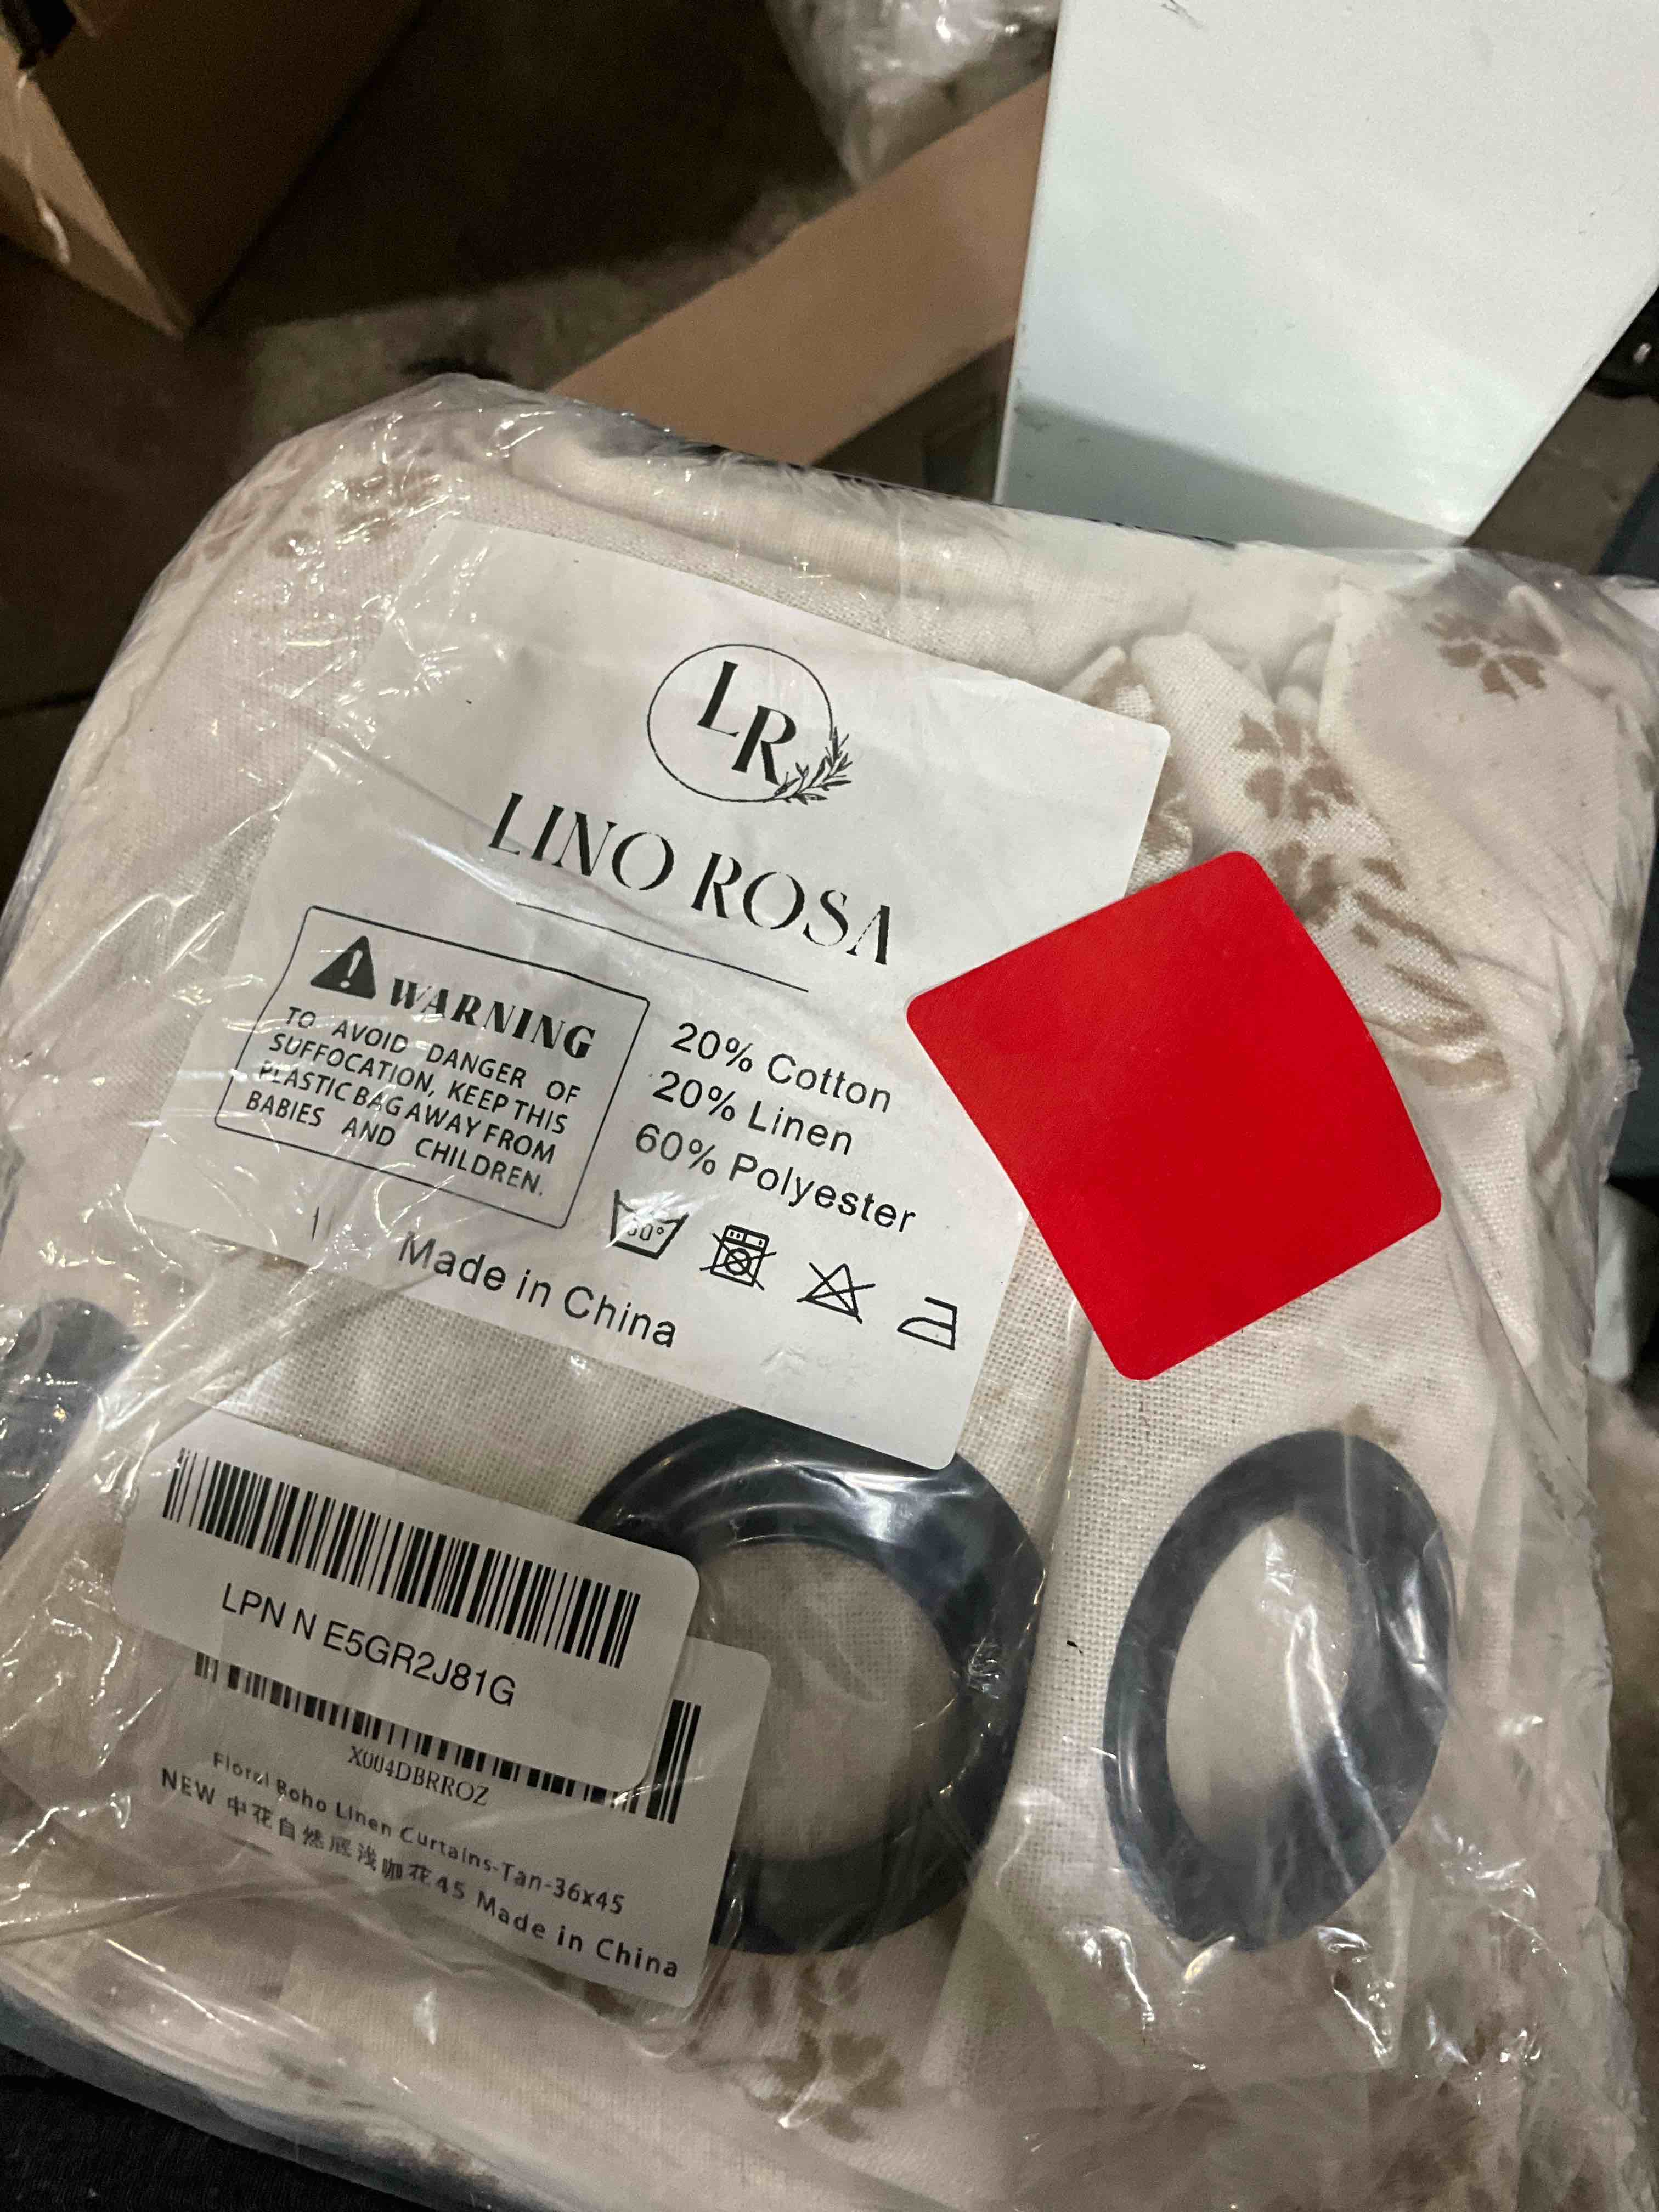 LR
LINO ROSA
WARNING
TO AVOID DANGER OF
SUFFOCATION, KEEP THIS
PLASTIC BAG AWAY FROM
BABIES AND CHILDREN.
20% Cotton
20% Linen
60% Polyester
30°
Made in China
LPN N E5GR2J81G
X004DBRROZ
Floral Boho Linen Curtains-Tan-36x45
NEW 中花自然底浅咖花45 Made in China